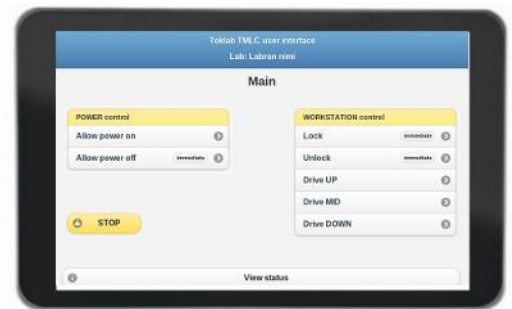 Toklab TMLC user interface
Lab: Labran nimi
Main
POWER control
Allow power on
Allow power off immediate
STOP
WORKSTATION control
Lock immediate
Unlock immediate
Drive UP
Drive MID
Drive DOWN
View status